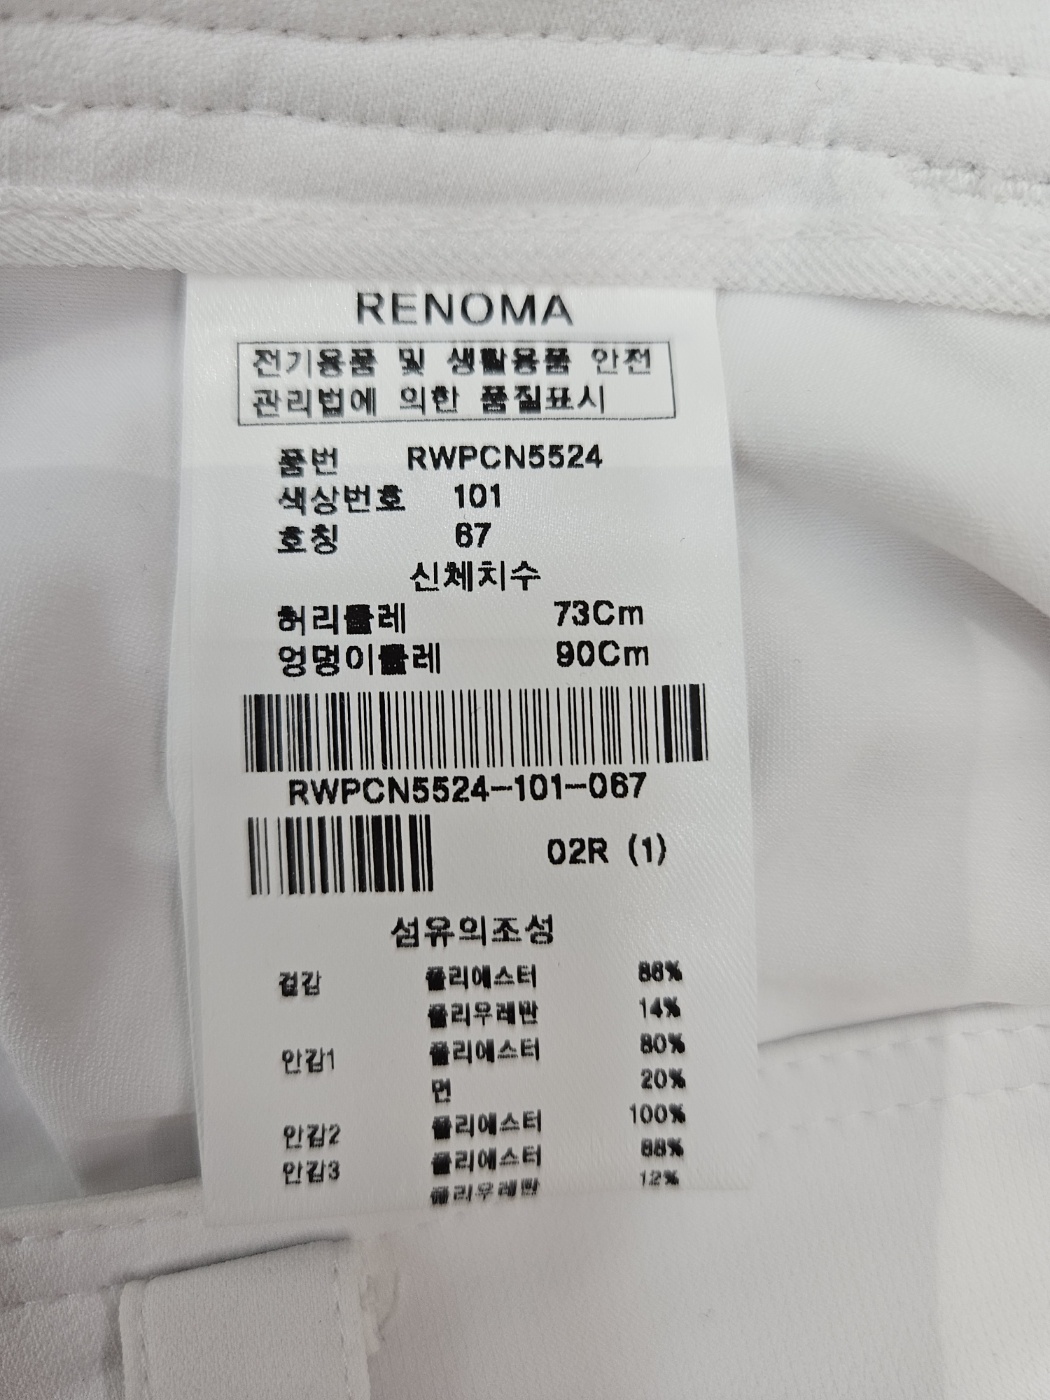 RENOMA
전기용품 및 생활용품 안전
관리법에 의한 품질표시
품번 RWPCN5524
색상번호 101
호칭 67
신체치수
허리둘레 73Cm
엉덩이둘레 90Cm
RWPCN5524-101-067
02R (1)
섬유의조성
겉감 폴리에스터 86%
폴리우레탄 14%
안감1 폴리에스터 80%
면 20%
안감2 폴리에스터 100%
안감3 폴리에스터 88%
폴리우레탄 12%